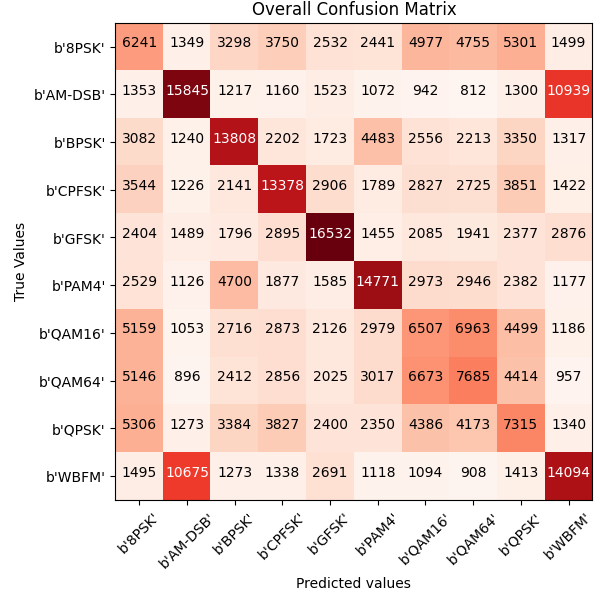 Overall Confusion Matrix
True Values
b'8PSK' 6241 1349 3298 3750 2532 2441 4977 4755 5301 1499
b'AM-DSB' 1353 15845 1217 1160 1523 1072 942 812 1300 10939
b'BPSK' 3082 1240 13808 2202 1723 4483 2556 2213 3350 1317
b'CPFSK' 3544 1226 2141 13378 2906 1789 2827 2725 3851 1422
b'GFSK' 2404 1489 1796 2895 16532 1455 2085 1941 2377 2876
b'PAM4' 2529 1126 4700 1877 1585 14771 2973 2946 2382 1177
b'QAM16' 5159 1053 2716 2873 2126 2979 6507 6963 4499 1186
b'QAM64' 5146 896 2412 2856 2025 3017 6673 7685 4414 957
b'QPSK' 5306 1273 3384 3827 2400 2350 4386 4173 7315 1340
b'WBFM' 1495 10675 1273 1338 2691 1118 1094 908 1413 14094
b'8PSK' b'AM-DSB' b'BPSK' b'CPFSK' b'GFSK' b'PAM4' b'QAM16' b'QAM64' b'QPSK' b'WBFM'
Predicted values